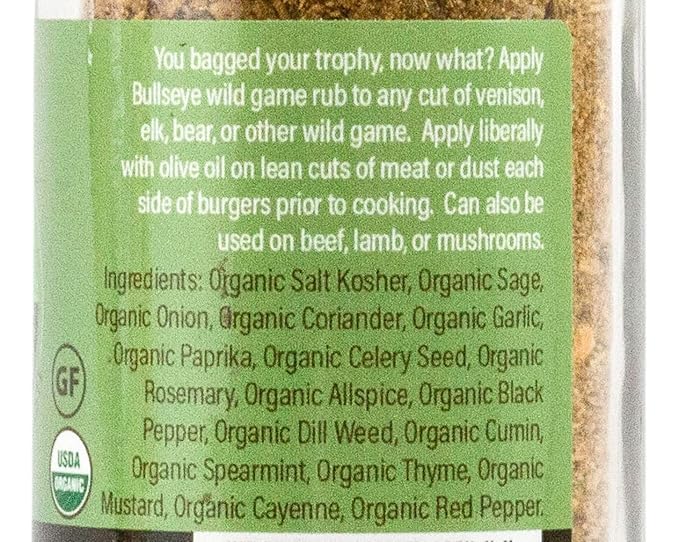 You bagged your trophy, now what? Apply
Bullseye wild game rub to any cut of venison,
elk, bear, or other wild game. Apply liberally
with olive oil on lean cuts of meat or dust each
side of burgers prior to cooking. Can also be
used on beef, lamb, or mushrooms.
Ingredients: Organic Salt Kosher, Organic Sage,
Organic Onion, Organic Coriander, Organic Garlic,
Organic Paprika, Organic Celery Seed, Organic
Rosemary, Organic Allspice, Organic Black
Pepper, Organic Dill Weed, Organic Cumin,
Organic Spearmint, Organic Thyme, Organic
Mustard, Organic Cayenne, Organic Red Pepper.
GF
USDA
ORGANIC